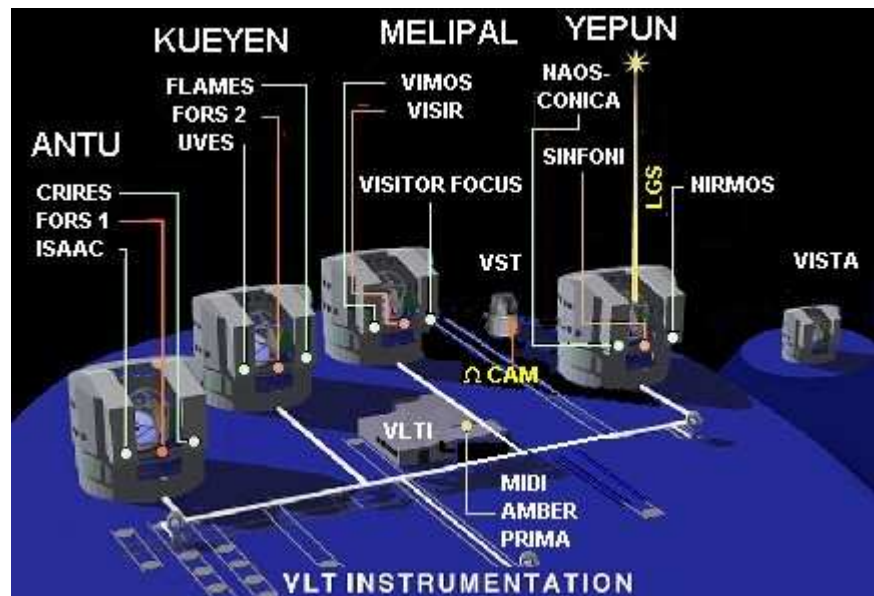 KUEYEN
MELIPAL
YEPUN
ANTU
FLAMES
FORS 2
UVES
VIMOS
VISIR
NAOS-
CONICA
SINFONI
LGS
NIRMOS
CRIRES
FORS 1
ISAAC
VISITOR FOCUS
VST
VISTA
Ω CAM
VLTI
MIDI
AMBER
PRIMA
VLT INSTRUMENTATION